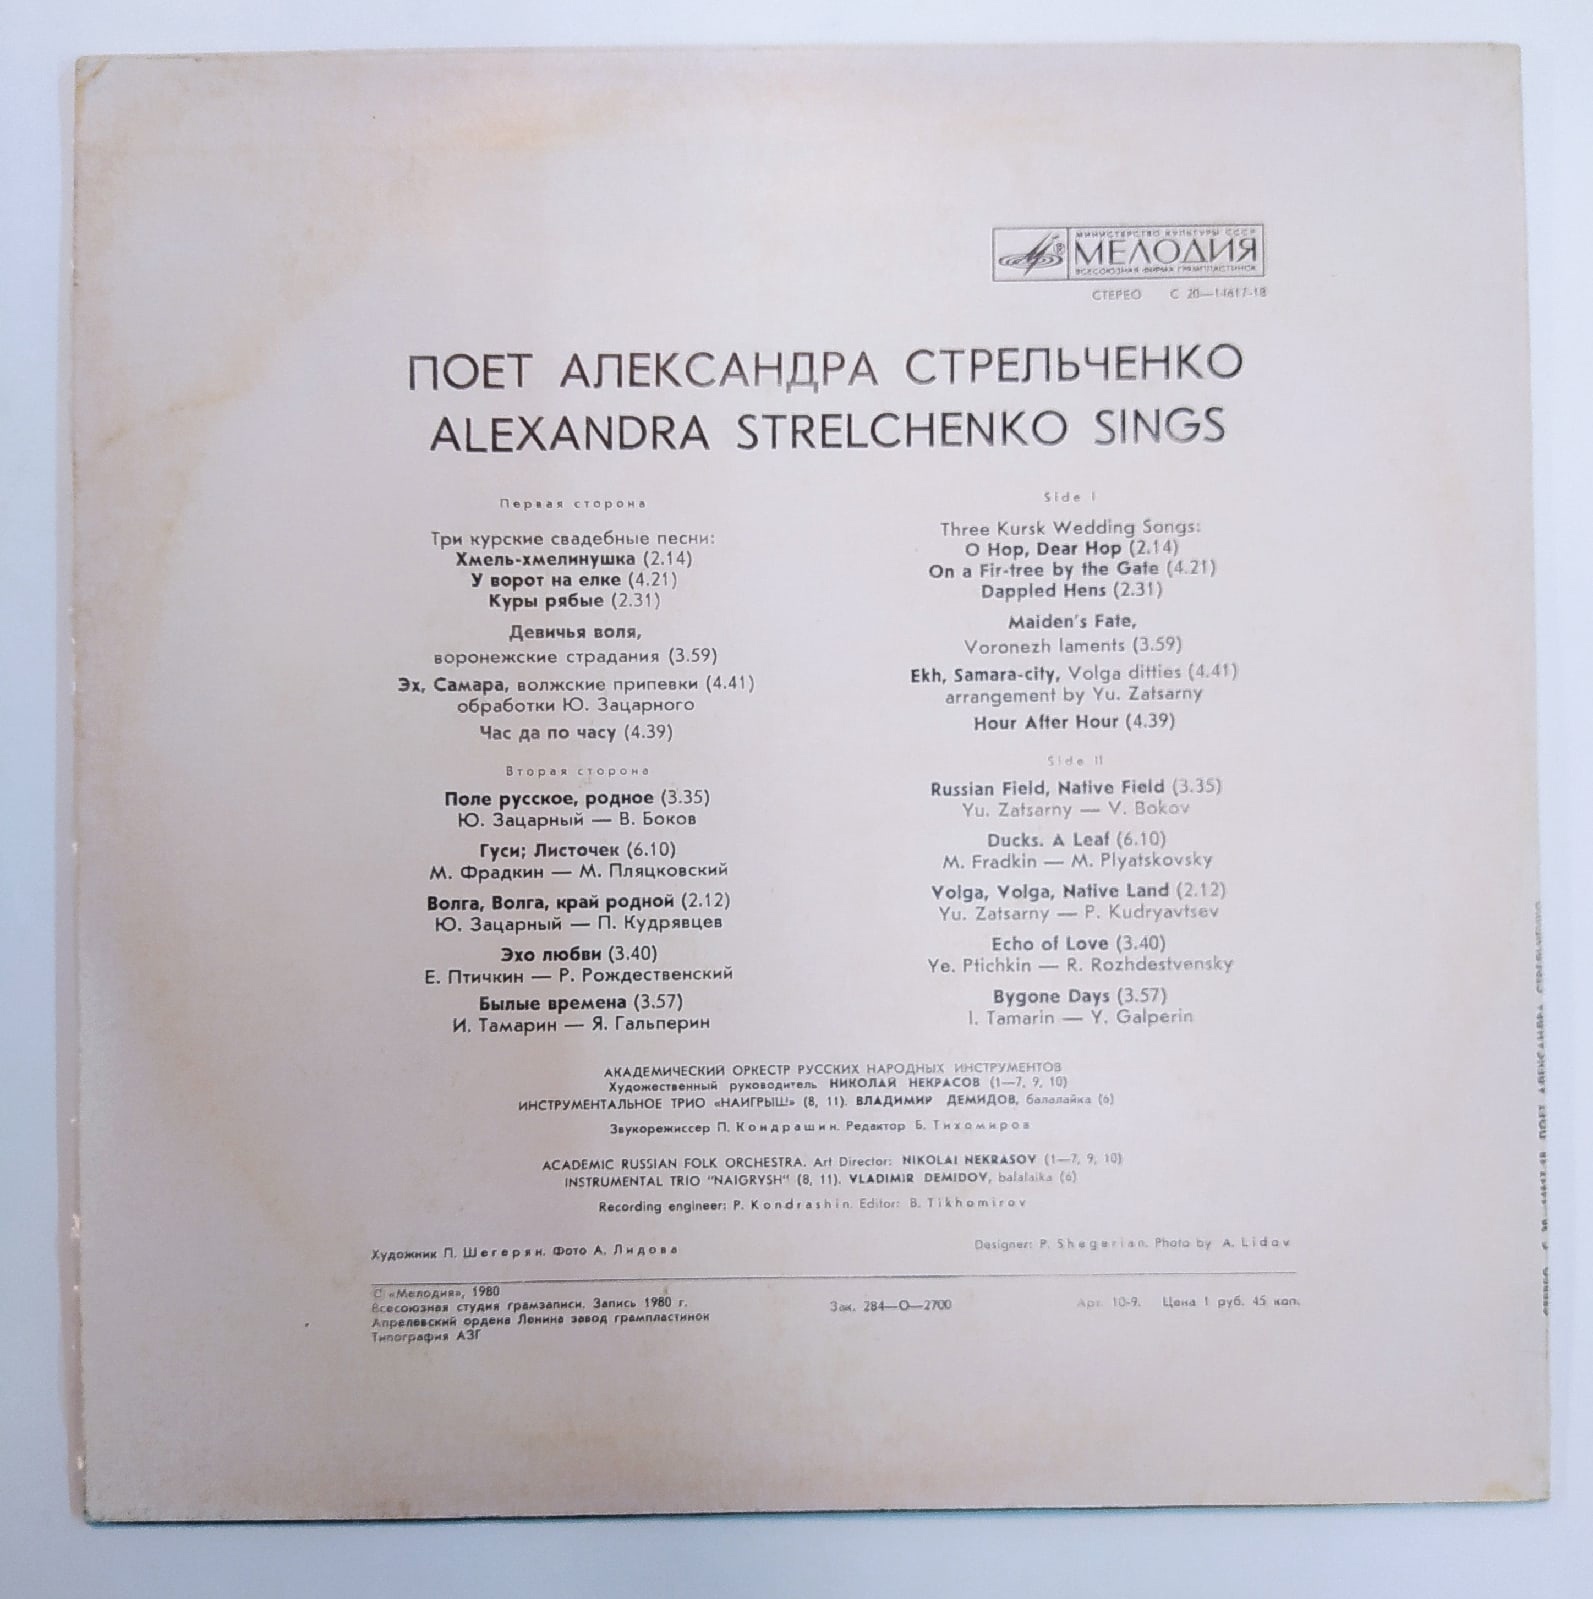 МИНИСТЕРСТВО КУЛЬТУРЫ СССР
МЕЛОДИЯ
ВСЕСОЮЗНАЯ ФИРМА ГРАМПЛАСТИНОК
СТЕРЕО С 20—14617-18
ПОЕТ АЛЕКСАНДРА СТРЕЛЬЧЕНКО
ALEXANDRA STRELCHENKO SINGS
Первая сторона
Три курские свадебные песни:
Хмель-хмелинушка (2.14)
У ворот на елке (4.21)
Куры рябые (2.31)
Девичья воля,
воронежские страдания (3.59)
Эх, Самара, волжские припевки (4.41)
обработки Ю. Зацарного
Час да по часу (4.39)
Вторая сторона
Поле русское, родное (3.35)
Ю. Зацарный — В. Боков
Гуси; Листочек (6.10)
М. Фрадкин — М. Пляцковский
Волга, Волга, край родной (2.12)
Ю. Зацарный — П. Кудрявцев
Эхо любви (3.40)
Е. Птичкин — Р. Рождественский
Былые времена (3.57)
И. Тамарин — Я. Гальперин
Side I
Three Kursk Wedding Songs:
O Hop, Dear Hop (2.14)
On a Fir-tree by the Gate (4.21)
Dappled Hens (2.31)
Maiden's Fate,
Voronezh laments (3.59)
Ekh, Samara-city, Volga ditties (4.41)
arrangement by Yu. Zatsarny
Hour After Hour (4.39)
Side II
Russian Field, Native Field (3.35)
Yu. Zatsarny — V. Bokov
Ducks. A Leaf (6.10)
M. Fradkin — M. Plyatskovsky
Volga, Volga, Native Land (2.12)
Yu. Zatsarny — P. Kudryavtsev
Echo of Love (3.40)
Ye. Ptichkin — R. Rozhdestvensky
Bygone Days (3.57)
I. Tamarin — Y. Galperin
АКАДЕМИЧЕСКИЙ ОРКЕСТР РУССКИХ НАРОДНЫХ ИНСТРУМЕНТОВ
Художественный руководитель НИКОЛАЙ НЕКРАСОВ (1—7, 9, 10)
ИНСТРУМЕНТАЛЬНОЕ ТРИО «НАИГРЫШ» (8, 11). ВЛАДИМИР ДЕМИДОВ, балалайка (6)
Звукорежиссер П. Кондрашин. Редактор Б. Тихомиров
ACADEMIC RUSSIAN FOLK ORCHESTRA. Art Director: NIKOLAI NEKRASOV (1—7, 9, 10)
INSTRUMENTAL TRIO "NAIGRYSH" (8, 11). VLADIMIR DEMIDOV, balalaika (6)
Recording engineer: P. Kondrashin. Editor: B. Tikhomirov
Художник П. Шегерян. Фото А. Лидова
Designer: P. Shegerian. Photo by A. Lidov
© «Мелодия», 1980
Всесоюзная студия грамзаписи. Запись 1980 г.
Апрелевский ордена Ленина завод грампластинок
Типография АЗГ
Зак. 284—О—2700
Арт. 10-9. Цена 1 руб. 45 коп.
СТЕРЕО С 20—14617-18 ПОЕТ АЛЕКСАНДРА СТРЕЛЬЧЕНКО